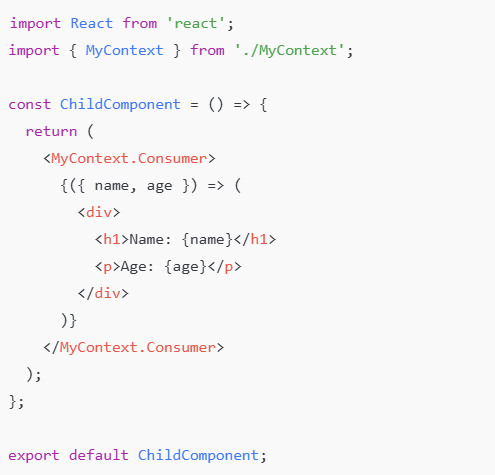 import React from 'react';
import { MyContext } from './MyContext';
const ChildComponent = () => {
return (
<MyContext.Consumer>
{({ name, age }) => (
<div>
<h1>Name: {name}</h1>
<p>Age: {age}</p>
</div>
)}
</MyContext.Consumer>
);
};
export default ChildComponent;